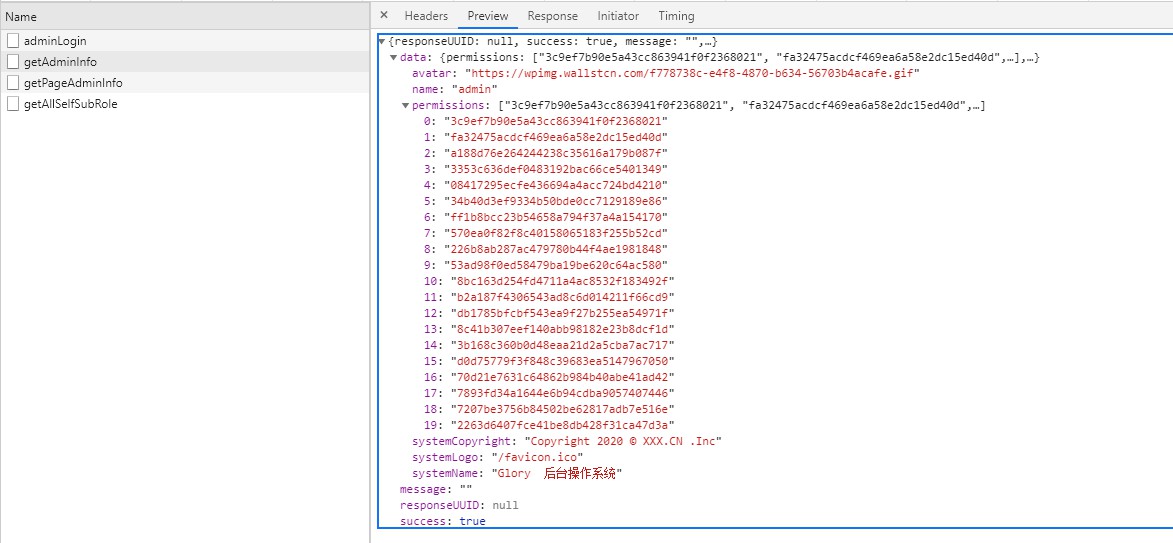 Name
adminLogin
getAdminInfo
getPageAdminInfo
getAllSelfSubRole
× Headers Preview Response Initiator Timing
▼{responseUUID: null, success: true, message: "",…}
▼data: {permissions: ["3c9ef7b90e5a43cc863941f0f2368021", "fa32475acdcf469ea6a58e2dc15ed40d",…],…}
avatar: "https://wpimg.wallstcn.com/f778738c-e4f8-4870-b634-56703b4acafe.gif"
name: "admin"
▼permissions: ["3c9ef7b90e5a43cc863941f0f2368021", "fa32475acdcf469ea6a58e2dc15ed40d",…]
0: "3c9ef7b90e5a43cc863941f0f2368021"
1: "fa32475acdcf469ea6a58e2dc15ed40d"
2: "a188d76e264244238c35616a179b087f"
3: "3353c636def0483192bac66ce5401349"
4: "08417295ecfe436694a4acc724bd4210"
5: "34b40d3ef9334b50bde0cc7129189e86"
6: "ff1b8bcc23b54658a794f37a4a154170"
7: "570ea0f82f8c40158065183f255b52cd"
8: "226b8ab287ac479780b44f4ae1981848"
9: "53ad98f0ed58479ba19be620c64ac580"
10: "8bc163d254fd4711a4ac8532f183492f"
11: "b2a187f4306543ad8c6d014211f66cd9"
12: "db1785bfcbf543ea9f27b255ea54971f"
13: "8c41b307eef140abb98182e23b8dcf1d"
14: "3b168c360b0d48eaa21d2a5cba7ac717"
15: "d0d75779f3f848c39683ea5147967050"
16: "70d21e7631c64862b984b40abe41ad42"
17: "7893fd34a1644e6b94cdba9057407446"
18: "7207be3756b84502be62817adb7e516e"
19: "2263d6407fce41be8db428f31ca47d3a"
systemCopyright: "Copyright 2020 © XXX.CN .Inc"
systemLogo: "/favicon.ico"
systemName: "Glory  后台操作系统"
message: ""
responseUUID: null
success: true